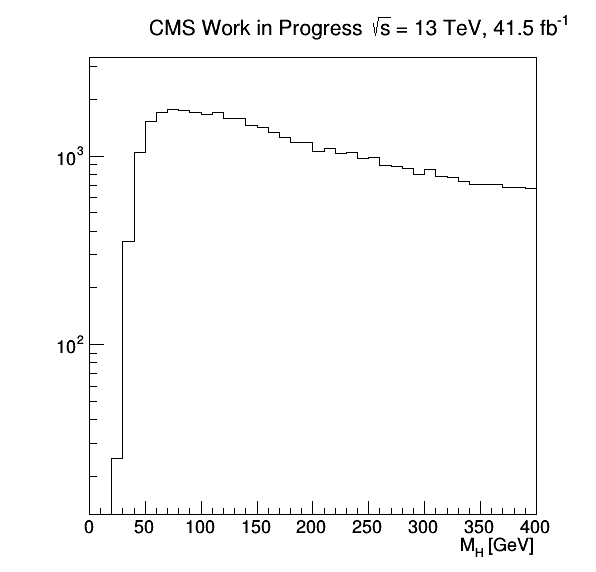 CMS Work in Progress √s = 13 TeV, 41.5 fb⁻¹
10³
10²
0 50 100 150 200 250 300 350 400
M_H [GeV]